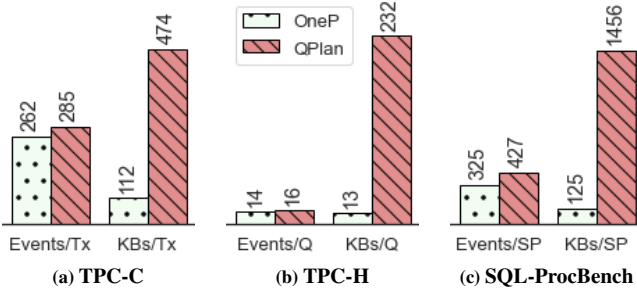 OneP
QPlan
262
285
112
474
Events/Tx
KBs/Tx
(a) TPC-C
14
16
13
232
Events/Q
KBs/Q
(b) TPC-H
325
427
125
1456
Events/SP
KBs/SP
(c) SQL-ProcBench